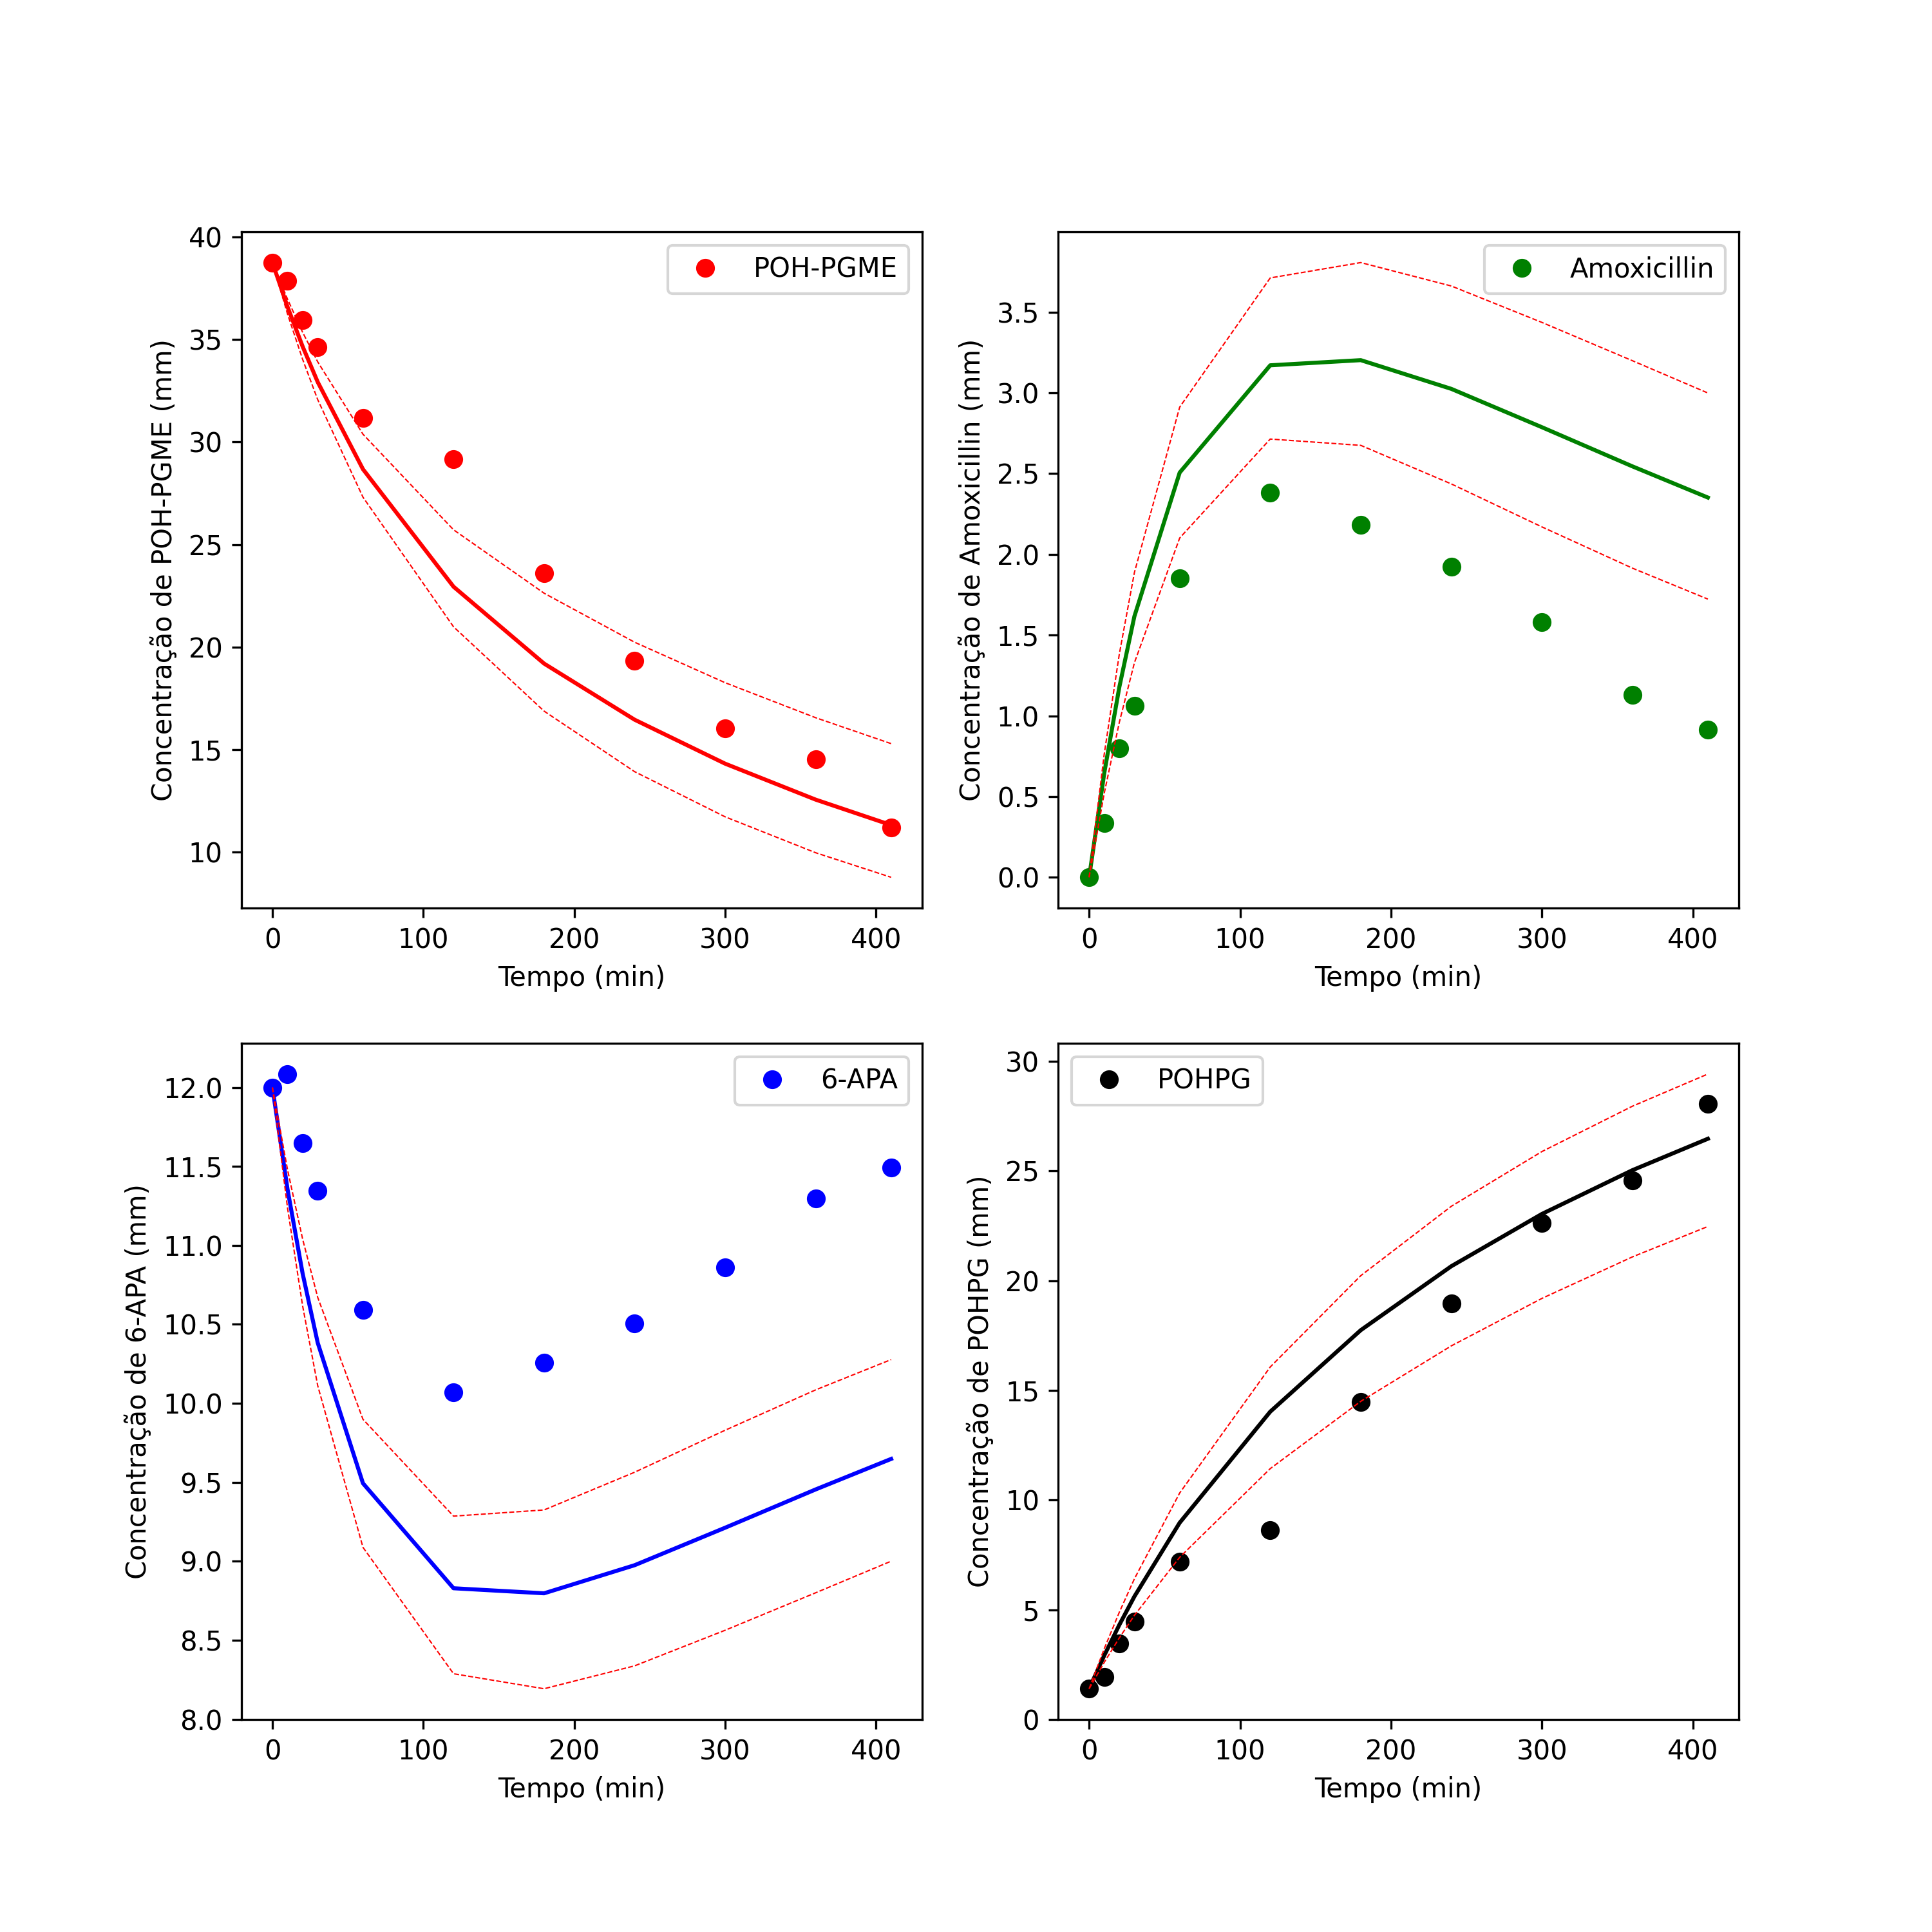 POH-PGME
Concentração de POH-PGME (mm)
40
35
30
25
20
15
10
0 100 200 300 400
Tempo (min)
Amoxicillin
Concentração de Amoxicillin (mm)
3.5
3.0
2.5
2.0
1.5
1.0
0.5
0.0
0 100 200 300 400
Tempo (min)
6-APA
Concentração de 6-APA (mm)
12.0
11.5
11.0
10.5
10.0
9.5
9.0
8.5
8.0
0 100 200 300 400
Tempo (min)
POHPG
Concentração de POHPG (mm)
30
25
20
15
10
5
0
0 100 200 300 400
Tempo (min)